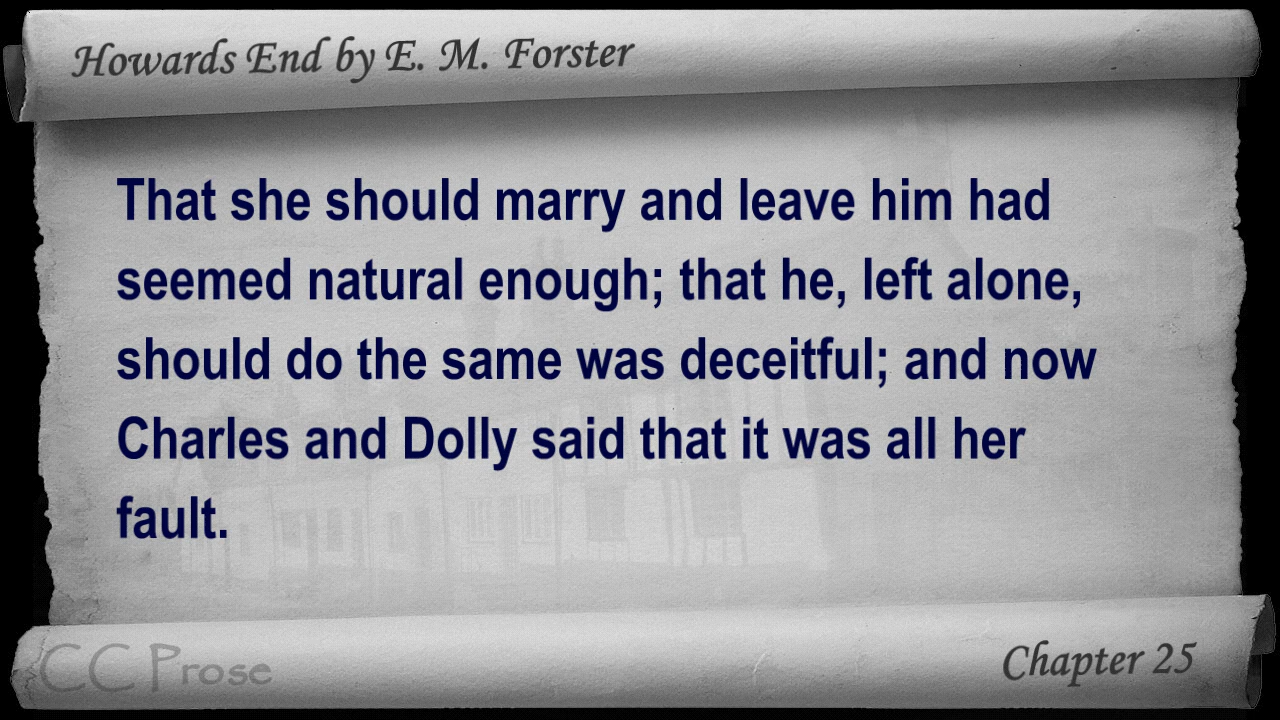 Howards End by E. M. Forster
That she should marry and leave him had
seemed natural enough; that he, left alone,
should do the same was deceitful; and now
Charles and Dolly said that it was all her
fault.
CC Prose
Chapter 25